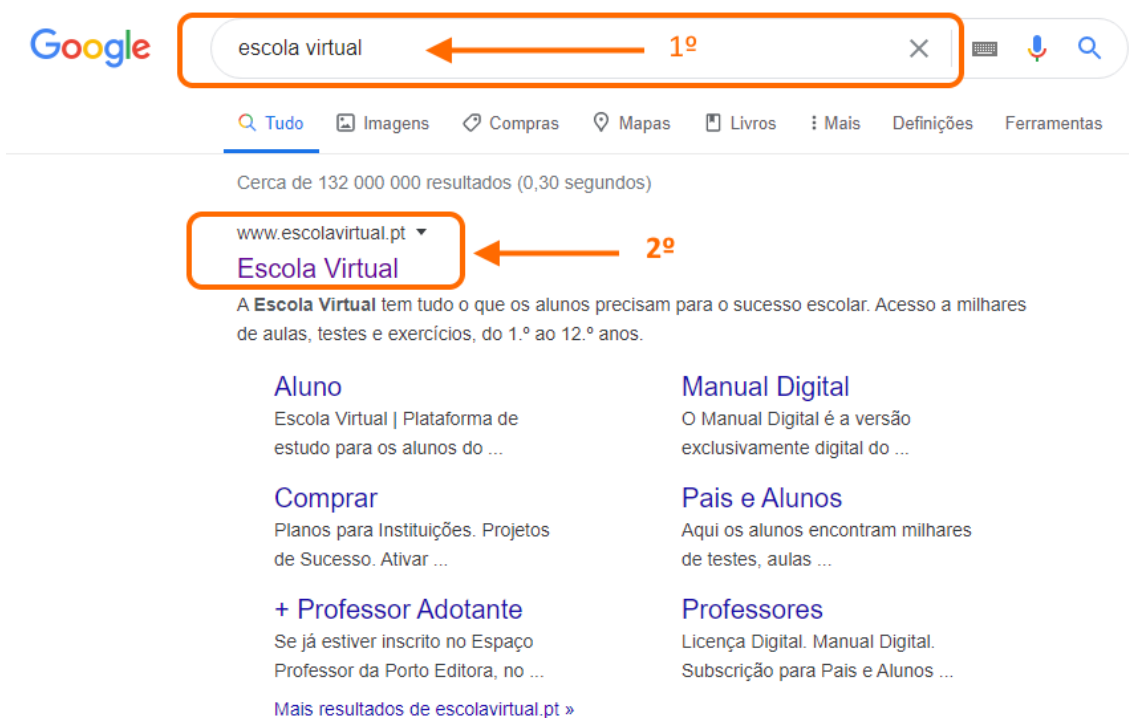 Google
escola virtual 1º
Tudo Imagens Compras Mapas Livros Mais Definições Ferramentas
Cerca de 132 000 000 resultados (0,30 segundos)
www.escolavirtual.pt
2º
Escola Virtual
A Escola Virtual tem tudo o que os alunos precisam para o sucesso escolar. Acesso a milhares
de aulas, testes e exercícios, do 1.º ao 12.º anos.
Aluno
Escola Virtual | Plataforma de
estudo para os alunos do ...
Manual Digital
O Manual Digital é a versão
exclusivamente digital do ...
Comprar
Planos para Instituições. Projetos
de Sucesso. Ativar ...
Pais e Alunos
Aqui os alunos encontram milhares
de testes, aulas ...
+ Professor Adotante
Se já estiver inscrito no Espaço
Professor da Porto Editora, no ...
Professores
Licença Digital. Manual Digital.
Subscrição para Pais e Alunos ...
Mais resultados de escolavirtual.pt »